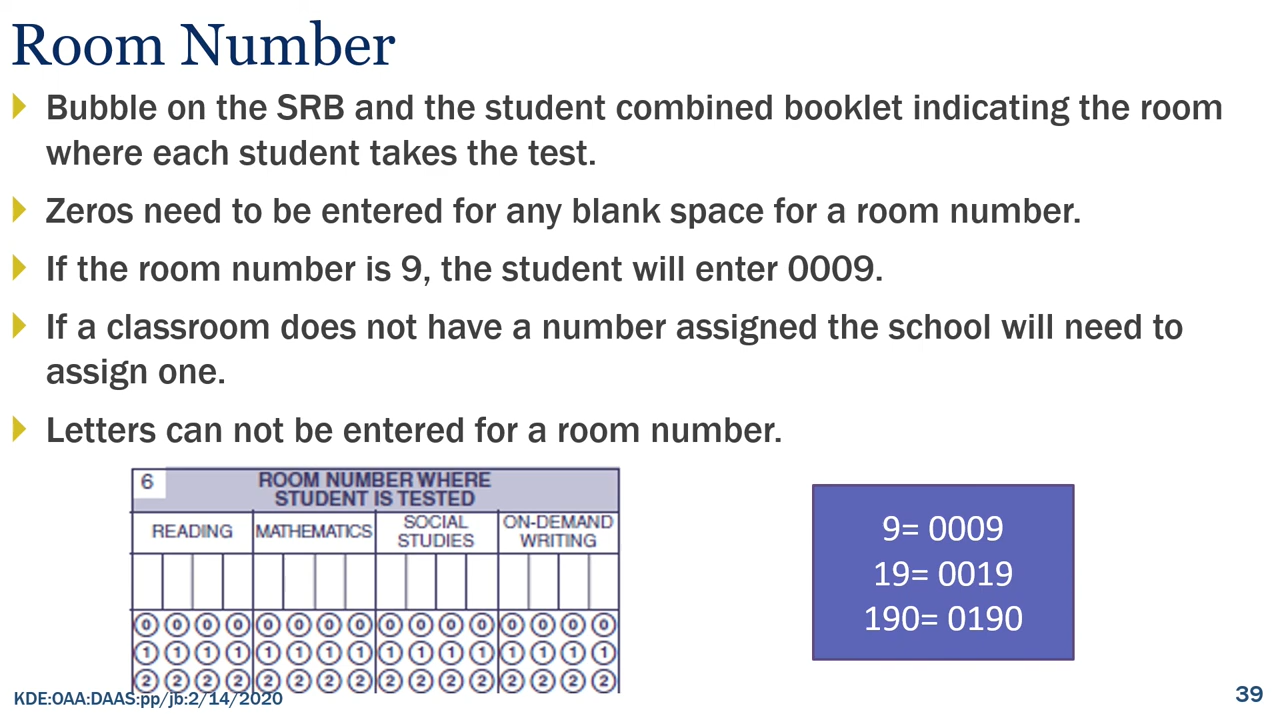 Room Number
Bubble on the SRB and the student combined booklet indicating the room
where each student takes the test.
Zeros need to be entered for any blank space for a room number.
If the room number is 9, the student will enter 0009.
If a classroom does not have a number assigned the school will need to
assign one.
Letters can not be entered for a room number.
6
ROOM NUMBER WHERE
STUDENT IS TESTED
READING
MATHEMATICS
SOCIAL
STUDIES
ON-DEMAND
WRITING
0 0 0 0 0 0 0 0 0 0 0 0 0 0 0 0
1 1 1 1 1 1 1 1 1 1 1 1 1 1 1 1
2 2 2 2 2 2 2 2 2 2 2 2 2 2 2 2
9= 0009
19= 0019
190= 0190
KDE:OAA:DAAS:pp/jb:2/14/2020
39